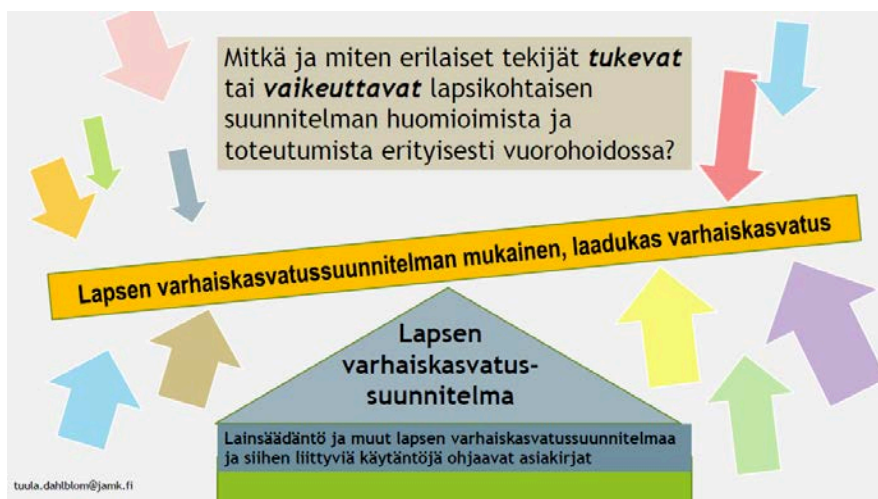 Mitkä ja miten erilaiset tekijät tukevat
tai vaikeuttavat lapsikohtaisen
suunnitelman huomioimista ja
toteutumista erityisesti vuorohoidossa?
Lapsen varhaiskasvatussuunnitelman mukainen, laadukas varhaiskasvatus
Lapsen
varhaiskasvatus-
suunnitelma
Lainsäädäntö ja muut lapsen varhaiskasvatussuunnitelmaa
ja siihen liittyviä käytäntöjä ohjaavat asiakirjat
tuula.dahlblom@jamk.fi